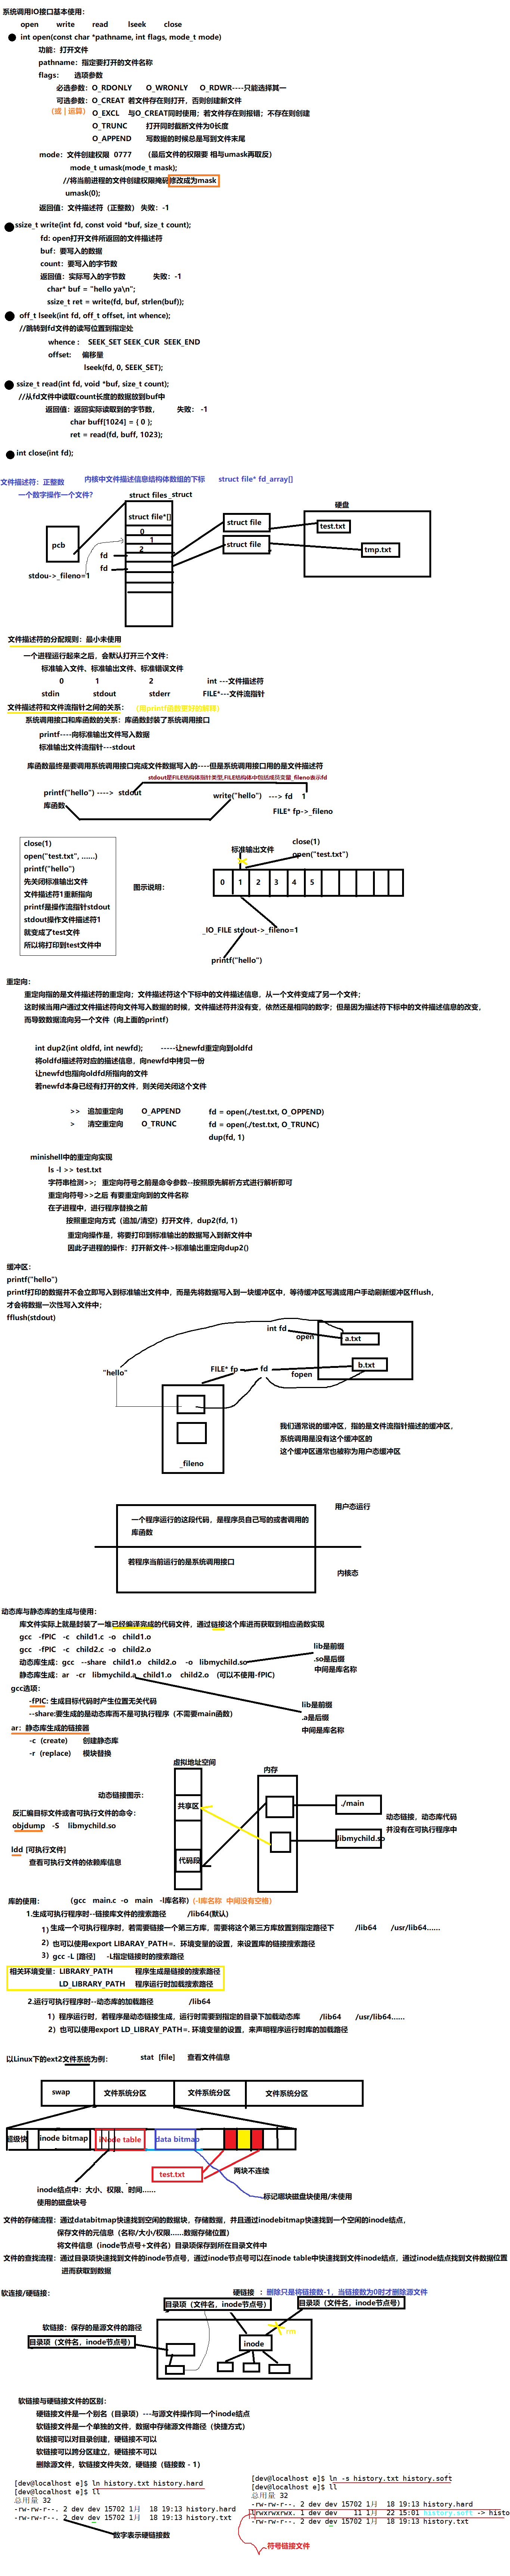 系统调用IO接口基本使用：
open write read lseek close
int open(const char *pathname, int flags, mode_t mode)
功能：打开文件
pathname：指定要打开的文件名称
flags： 选项参数
必选参数：O_RDONLY O_WRONLY O_RDWR----只能选择其一
可选参数：O_CREAT 若文件存在则打开，否则创建新文件
（或 | 运算） O_EXCL 与O_CREAT同时使用；若文件存在则报错；不存在则创建
O_TRUNC 打开同时截断文件为0长度
O_APPEND 写数据的时候总是写到文件末尾
mode：文件创建权限 0777 （最后文件的权限要 相与umask再取反）
mode_t umask(mode_t mask);
//将当前进程的文件创建权限掩码修改成为mask
umask(0);
返回值：文件描述符（正整数） 失败：-1
ssize_t write(int fd, const void *buf, size_t count);
fd: open打开文件所返回的文件描述符
buf：要写入的数据
count：要写入的字节数
返回值：实际写入的字节数 失败：-1
char* buf = "hello ya\n";
ssize_t ret = write(fd, buf, strlen(buf));
off_t lseek(int fd, off_t offset, int whence);
//跳转到fd文件的读写位置到指定处
whence： SEEK_SET SEEK_CUR SEEK_END
offset: 偏移量
lseek(fd, 0, SEEK_SET);
ssize_t read(int fd, void *buf, size_t count);
//从fd文件中读取count长度的数据放到buf中
返回值：返回实际读取到的字节数， 失败： -1
char buff[1024] = { 0 };
ret = read(fd, buff, 1023);
int close(int fd);
文件描述符：正整数 内核中文件描述信息结构体数组的下标 struct file* fd_array[]
一个数字操作一个文件？ struct files_struct 硬盘
struct file*[]
0
1
2
pcb
fd
fd
stdou->_fileno=1
struct file
struct file
test.txt
tmp.txt
文件描述符的分配规则：最小未使用
一个进程运行起来之后，会默认打开三个文件：
标准输入文件、标准输出文件、标准错误文件
0 1 2 int ---文件描述符
stdin stdout stderr FILE*---文件流指针
文件描述符和文件流指针之间的关系：
系统调用接口和库函数的关系：库函数封装了系统调用接口
printf----向标准输出文件写入数据
标准输出文件流指针---stdout
库函数最终是要调用系统调用接口完成文件数据写入的----但是系统调用接口用的是文件描述符
stdout是FILE结构体指针类型,FILE结构体中包括成员变量_fileno表示fd
printf("hello") ----> stdout write("hello") ---> fd 1
库函数 FILE* fp->_fileno
close(1)
open("test.txt", ......)
printf("hello")
先关闭标准输出文件
文件描述符1重新指向
printf是操作流指针stdout
stdout操作文件描述符1
就变成了test文件
所以将打印到test文件中
图示说明：
标准输出文件
close(1)
open("test.txt")
0 1 2 3 4 5
_IO_FILE stdout->_fileno=1
printf("hello")
重定向：
重定向指的是文件描述符的重定向；文件描述符这个下标中的文件描述信息，从一个文件变成了另一个文件；
这时候当用户通过文件描述符向文件写入数据的时候，文件描述符并没有变，依然还是相同的数字；但是因为描述符下标中的文件描述信息的改变，
而导致数据流向另一个文件（向上面的printf）
int dup2(int oldfd, int newfd); -----让newfd重定向到oldfd
将oldfd描述符对应的描述信息，向newfd中拷贝一份
让newfd也指向oldfd所指向的文件
若newfd本身已经有打开的文件，则关闭关闭这个文件
>> 追加重定向 O_APPEND fd = open(./test.txt, O_OPPEND)
> 清空重定向 O_TRUNC fd = open(./test.txt, O_TRUNC)
dup(fd, 1)
minishell中的重定向实现
ls -l >> test.txt
字符串检测>>； 重定向符号之前是命令参数--按照原先解析方式进行解析即可
重定向符号>>之后 有要重定向到的文件名称
在子进程中，进行程序替换之前
按照重定向方式（追加/清空）打开文件，dup2(fd, 1)
重定向操作是，将要打印到标准输出的数据写入到新文件中
因此子进程的操作：打开新文件->标准输出重定向dup2()
缓冲区：
printf("hello")
printf打印的数据并不会立即写入到标准输出文件中，而是先将数据写入到一块缓冲区中，等待缓冲区写满或用户手动刷新缓冲区fflush，
才会将数据一次性写入文件中；
fflush(stdout)
int fd
open
a.txt
"hello"
FILE* fp fd
fopen
b.txt
_fileno
我们通常说的缓冲区，指的是文件流指针描述的缓冲区，
系统调用是没有这个缓冲区的
这个缓冲区通常也被称为用户态缓冲区
一个程序运行的这段代码，是程序员自己写的或者调用的
库函数
用户态运行
若程序当前运行的是系统调用接口
内核态
动态库与静态库的生成与使用：
库文件实际上就是封装了一堆已经编译完成的代码文件，通过链接这个库进而获取到相应函数实现
gcc -fPIC -c child1.c -o child1.o
gcc -fPIC -c child2.c -o child2.o
动态库生成：gcc --share child1.o child2.o -o libmychild.so
静态库生成：ar -cr libmychild.a child1.o child2.o (可以不使用-fPIC)
lib是前缀
.so是后缀
中间是库名称
gcc选项：
-fPIC: 生成目标代码时产生位置无关代码
--share:要生成的是动态库而不是可执行程序（不需要main函数）
lib是前缀
.a是后缀
中间是库名称
ar：静态库生成的链接器
-c (create) 创建静态库
-r (replace) 模块替换
虚拟地址空间 内存
动态链接图示：
共享区
代码段
./main
libmychild.so
动态链接，动态库代码
并没有在可执行程序中
反汇编目标文件或者可执行文件的命令：
objdump -S libmychild.so
ldd [可执行文件]
查看可执行文件的依赖库信息
库的使用： （gcc main.c -o main -l库名称）（-l库名称 中间没有空格）
1.生成可执行程序时--链接库文件的搜索路径 /lib64(默认)
1）生成一个可执行程序时，若需要链接一个第三方库，需要将这个第三方库放置到指定路径下 /lib64 /usr/lib64......
2）也可以使用export LIBARAY_PATH=. 环境变量的设置，来设置库的链接搜索路径
3）gcc -L [路径] -L指定链接时的搜索路径
相关环境变量：LIBRARY_PATH 程序生成是链接的搜索路径
LD_LIBRARY_PATH 程序运行时加载搜索路径
2.运行可执行程序时--动态库的加载路径 /lib64
1）程序运行时，若程序是动态链接生成，运行时需要到指定的目录下加载动态库 /lib64 /usr/lib64......
2）也可以使用export LD_LIBRAY_PATH=. 环境变量的设置，来声明程序运行时库的加载路径
以Linux下的ext2文件系统为例： stat [file] 查看文件信息
swap 文件系统分区 文件系统分区 文件系统分区
超级块 inode bitmap iNode table data bitmap
test.txt
两块不连续
inode结点中：大小、权限、时间......
使用的磁盘块号
标记哪块磁盘块使用/未使用
文件的存储流程：通过databitmap快速找到空闲的数据块，存储数据，并且通过inodebitmap快速找到一个空闲的inode结点，
保存文件的元信息（名称/大小/权限......数据存储位置）
将文件信息（inode节点号+文件名）目录项保存到所在目录文件中
文件的查找流程：通过目录项快速找到文件的inode节点号，通过inode节点号可以在inode table中快速找到文件inode结点，通过inode结点找到文件数据位置
进而获取到数据
软连接/硬链接：
硬链接 ：删除只是将链接数-1，当链接数为0时才删除源文件
目录项（文件名，inode节点号）
目录项（文件名，inode节点号）
rm
软链接：保存的是源文件的路径
目录项（文件名，inode节点号）
inode
软链接与硬链接文件的区别：
硬链接文件是一个别名（目录项）---与源文件操作同一个inode结点
软链接文件是一个单独的文件，数据中存储源文件路径（快捷方式）
软链接可以对目录创建，硬链接不可以
软链接可以跨分区建立，硬链接不可以
删除源文件，软链接文件失效，硬链接（链接数 - 1）
[dev@localhost e]$ ln history.txt history.hard
[dev@localhost e]$ ll
总用量 32
-rw-rw-r--. 2 dev dev 15702 1月 18 19:13 history.hard
-rw-rw-r--. 2 dev dev 15702 1月 18 19:13 history.txt
数字表示硬链接数
[dev@localhost e]$ ln -s history.txt history.soft
[dev@localhost e]$ ll
总用量 32
-rw-rw-r--. 2 dev dev 15702 1月 18 19:13 history.hard
lrwxrwxrwx. 1 dev dev 11 1月 22 15:01 history.soft -> histo
-rw-rw-r--. 2 dev dev 15702 1月 18 19:13 history.txt
符号链接文件